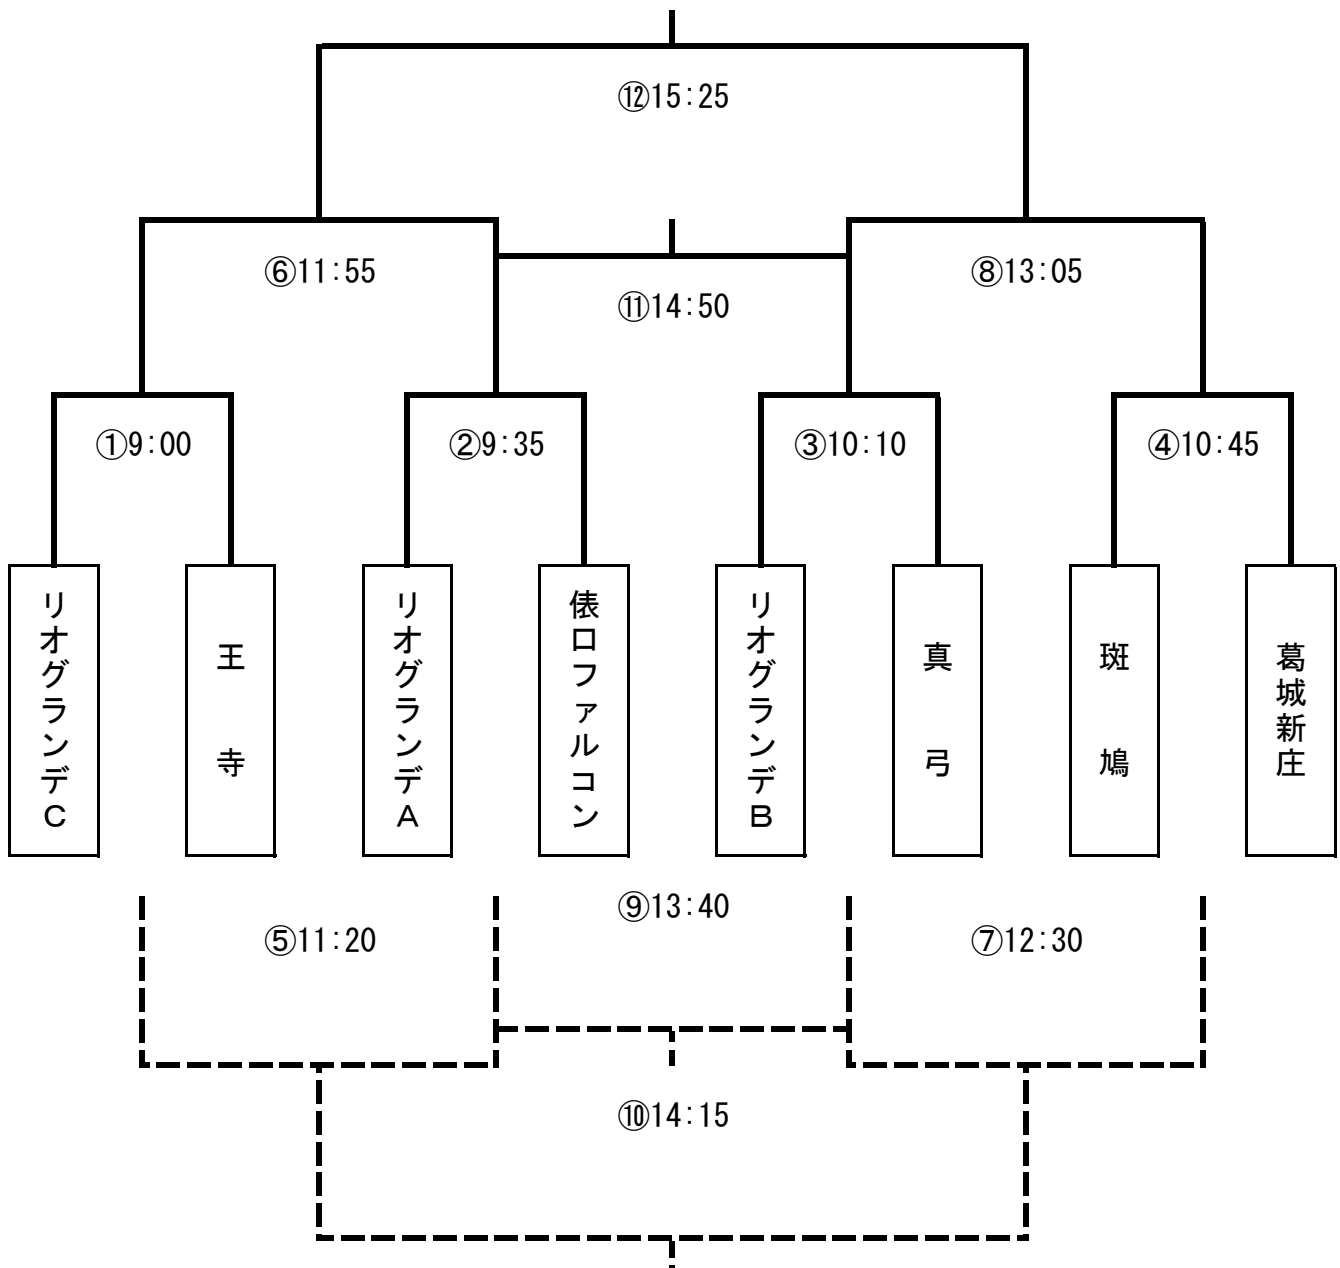 ⑫15:25
⑥11:55
⑧13:05
⑪14:50
①9:00
②9:35
③10:10
④10:45
リオグランデC
王寺
リオグランデA
俵口ファルコン
リオグランデB
真弓
斑鳩
葛城新庄
⑨13:40
⑤11:20
⑦12:30
⑩14:15